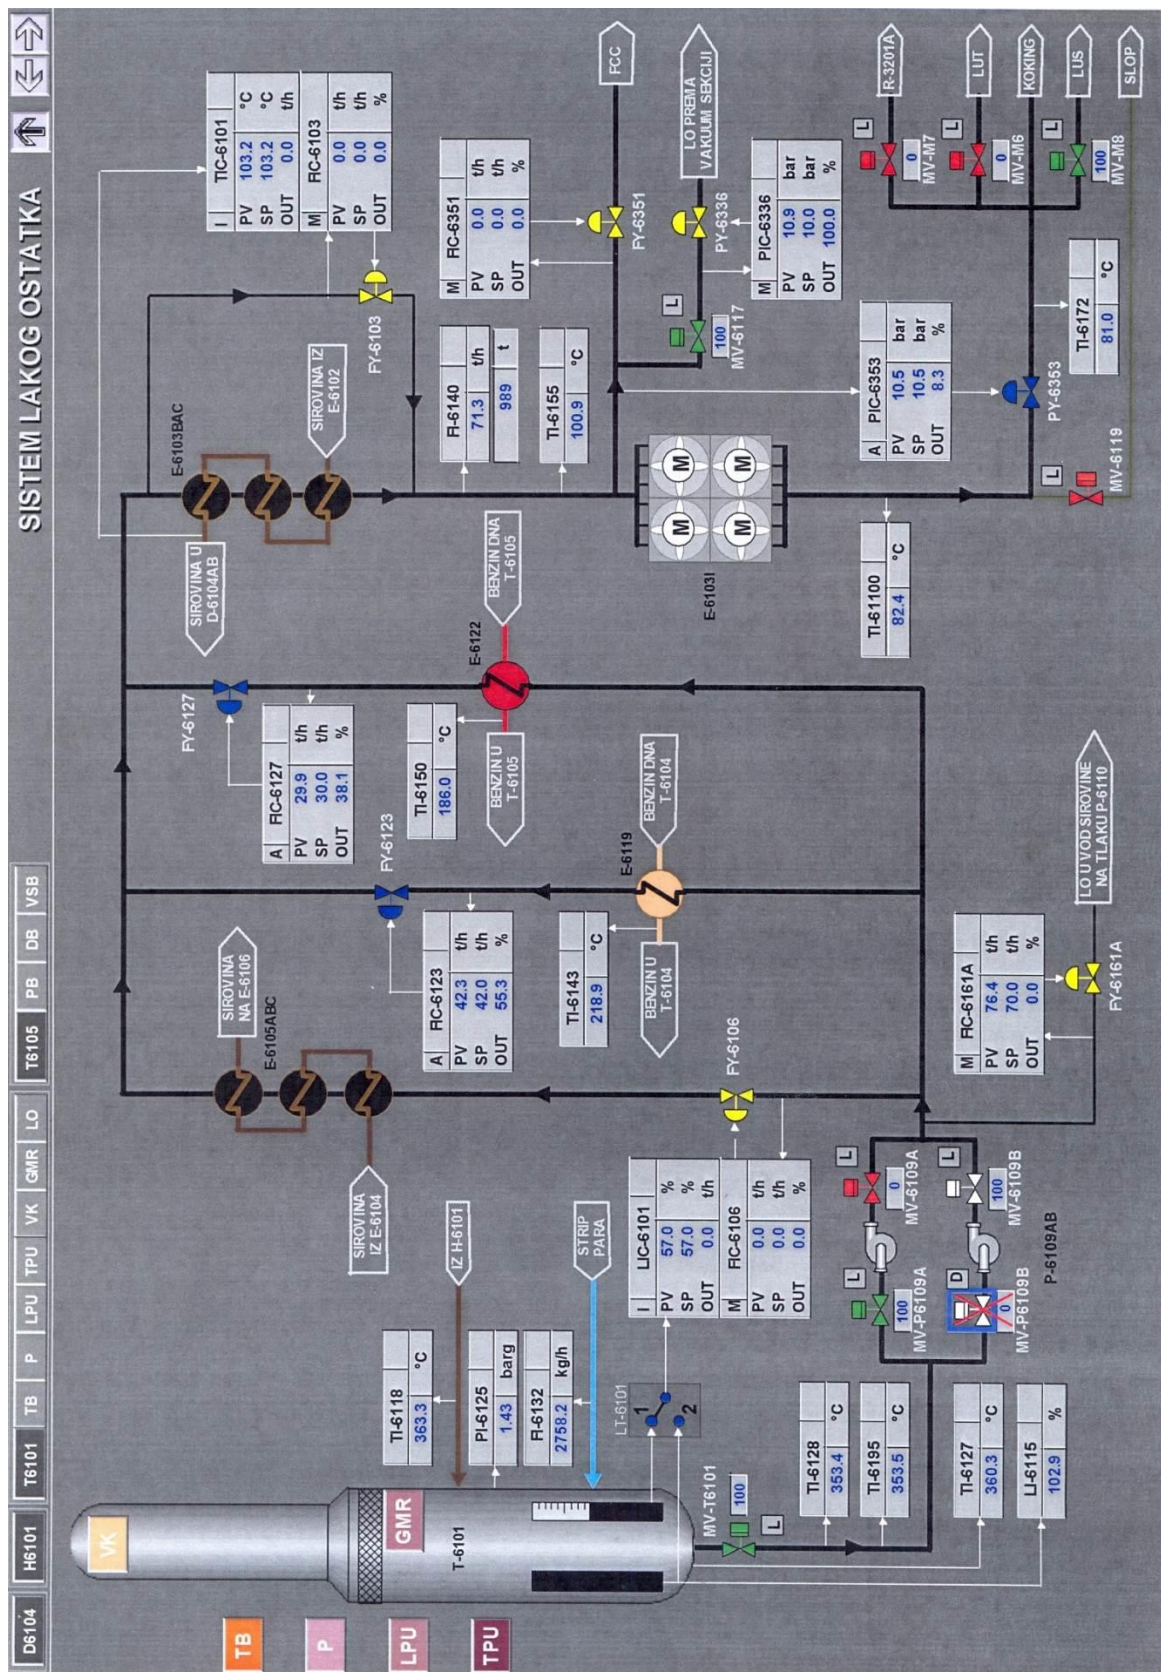 SISTEM LAKOG OSTATKA
D6104
H6101
T6101
TB
P
LPU
TPU
VK
GMR
LO
T6105
PB
DB
VSB
TB
P
LPU
TPU
VK
GMR
T-6101
TI-6118
363.3 °C
PI-6125
1.43 barg
FI-6132
2758.2 kg/h
IZ H-6101
STRIP
PARA
LT-6101
1
2
MV-T6101
100
L
TI-6128
353.4 °C
TI-6195
353.5 °C
TI-6127
360.3 °C
LI-6115
102.9 %
I LIC-6101
PV 57.0 %
SP 57.0 %
OUT 0.0 t/h
M FIC-6106
PV 0.0 t/h
SP 0.0 t/h
OUT 0.0 %
FY-6106
L
100
MV-P6109A
L
0
MV-6109A
D
0
MV-P6109B
L
100
MV-6109B
P-6109AB
SIROVINA
IZ E-6104
SIROVINA
NA E-6106
E-6105ABC
A FIC-6123
PV 42.3 t/h
SP 42.0 t/h
OUT 55.3 %
FY-6123
TI-6143
218.9 °C
E-6119
BENZIN U
T-6104
BENZIN DNA
T-6104
M FIC-6161A
PV 76.4 t/h
SP 70.0 t/h
OUT 0.0 %
FY-6161A
LO U VOD SIROVINE
NA TLAKU P-6110
FY-6127
A FIC-6127
PV 29.9 t/h
SP 30.0 t/h
OUT 38.1 %
TI-6150
186.0 °C
E-6122
BENZIN U
T-6105
BENZIN DNA
T-6105
SIROVINA U
D-6104AB
E-6103BAC
SIROVINA IZ
E-6102
I TIC-6101
PV 103.2 °C
SP 103.2 °C
OUT 0.0 t/h
M FIC-6103
PV 0.0 t/h
SP 0.0 t/h
OUT 0.0 %
FY-6103
FI-6140
71.3 t/h
989 t
TI-6155
100.9 °C
M FIC-6351
PV 0.0 t/h
SP 0.0 t/h
OUT 0.0 %
FY-6351
FCC
L
100
MV-6117
PY-6336
LO PREMA
VAKUUM SEKCIJI
M PIC-6336
PV 10.9 bar
SP 10.0 bar
OUT 100.0 %
M
M
M
M
E-6103I
TI-61100
82.4 °C
A PIC-6353
PV 10.5 bar
SP 10.5 bar
OUT 8.3 %
PY-6353
TI-6172
81.0 °C
L
MV-6119
L
0
MV-M7
R-3201A
L
0
MV-M6
LUT
KOKING
L
100
MV-M8
LUS
SLOP